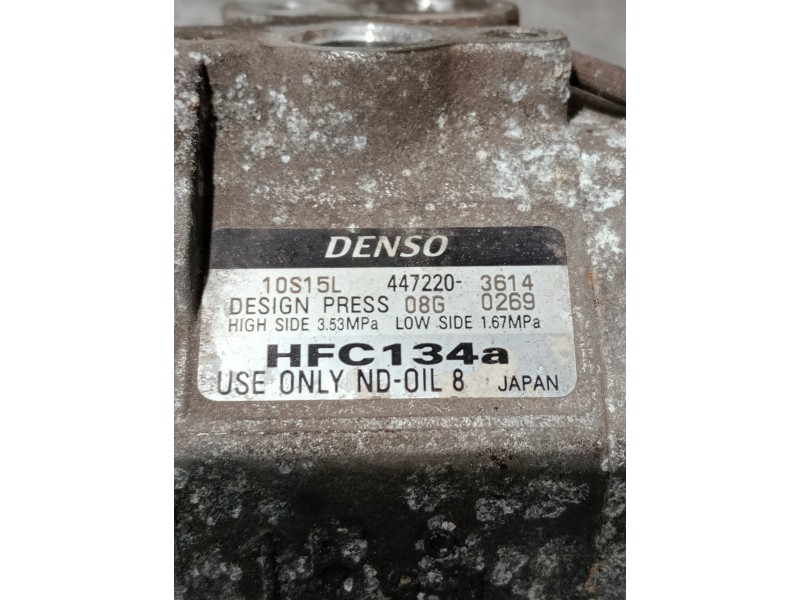 DENSO
10S15L 447220- 3614
DESIGN PRESS 08G 0269
HIGH SIDE 3.53MPa LOW SIDE 1.67MPa
HFC134a
USE ONLY ND-OIL 8 JAPAN